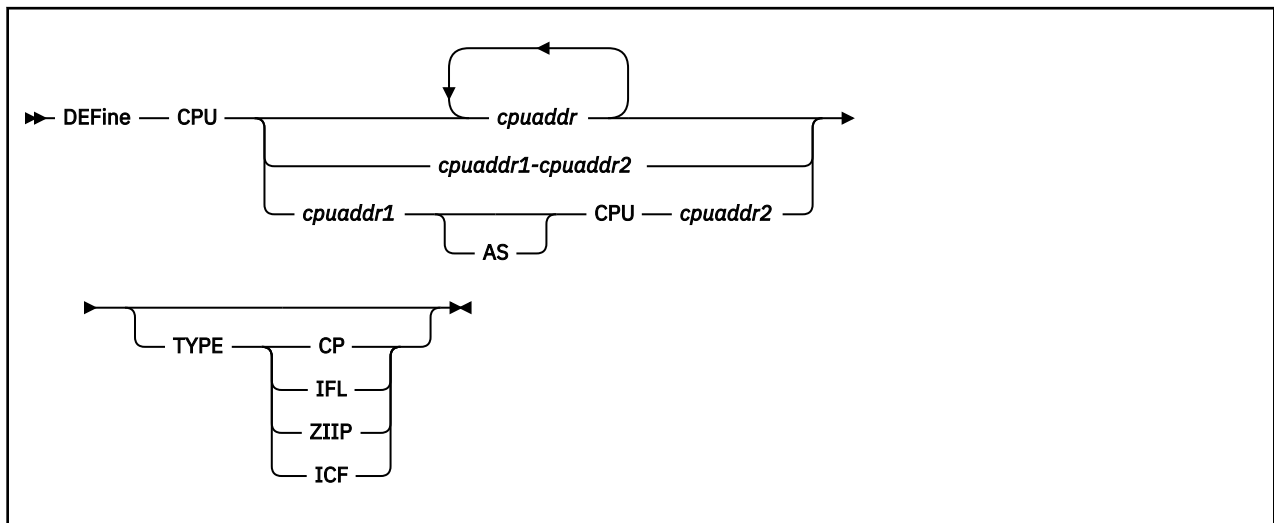 DEFine CPU cpuaddr
cpuaddr1-cpuaddr2
cpuaddr1 CPU cpuaddr2
AS
TYPE CP
IFL
ZIIP
ICF